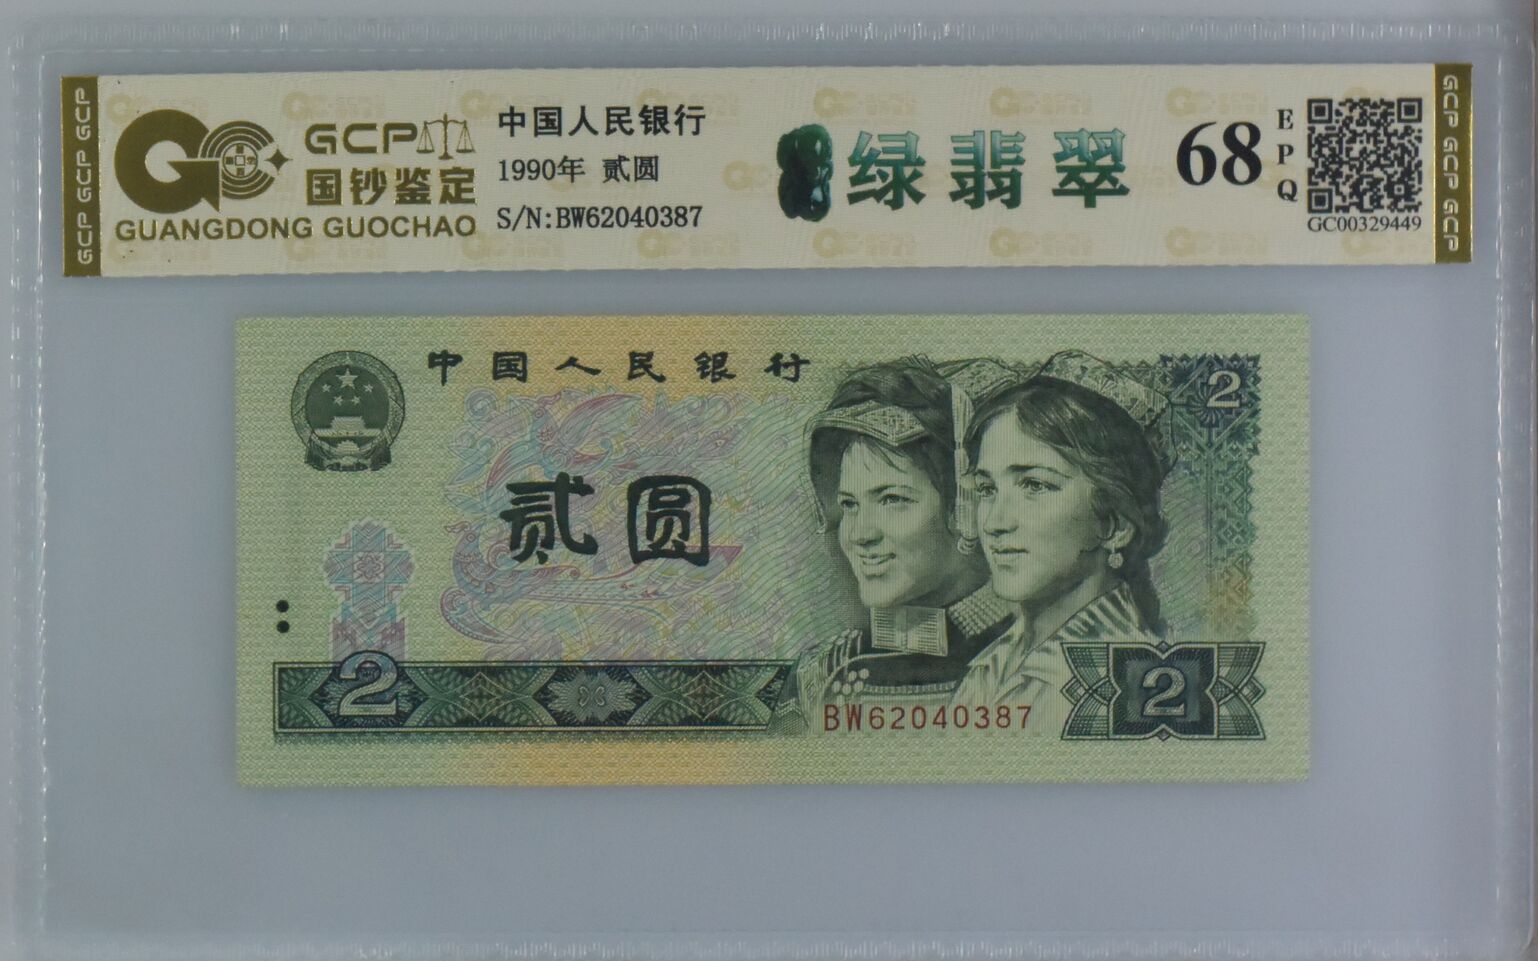 GCP GCP GCP
GCP
国钞鉴定
GUANGDONG GUOCHAO
中国人民银行
1990年 贰圆
S/N:BW62040387
绿翡翠
68
EPQ
GC00329449
GCP GCP GCP
中国人民银行
2
贰圆
2
BW62040387
2